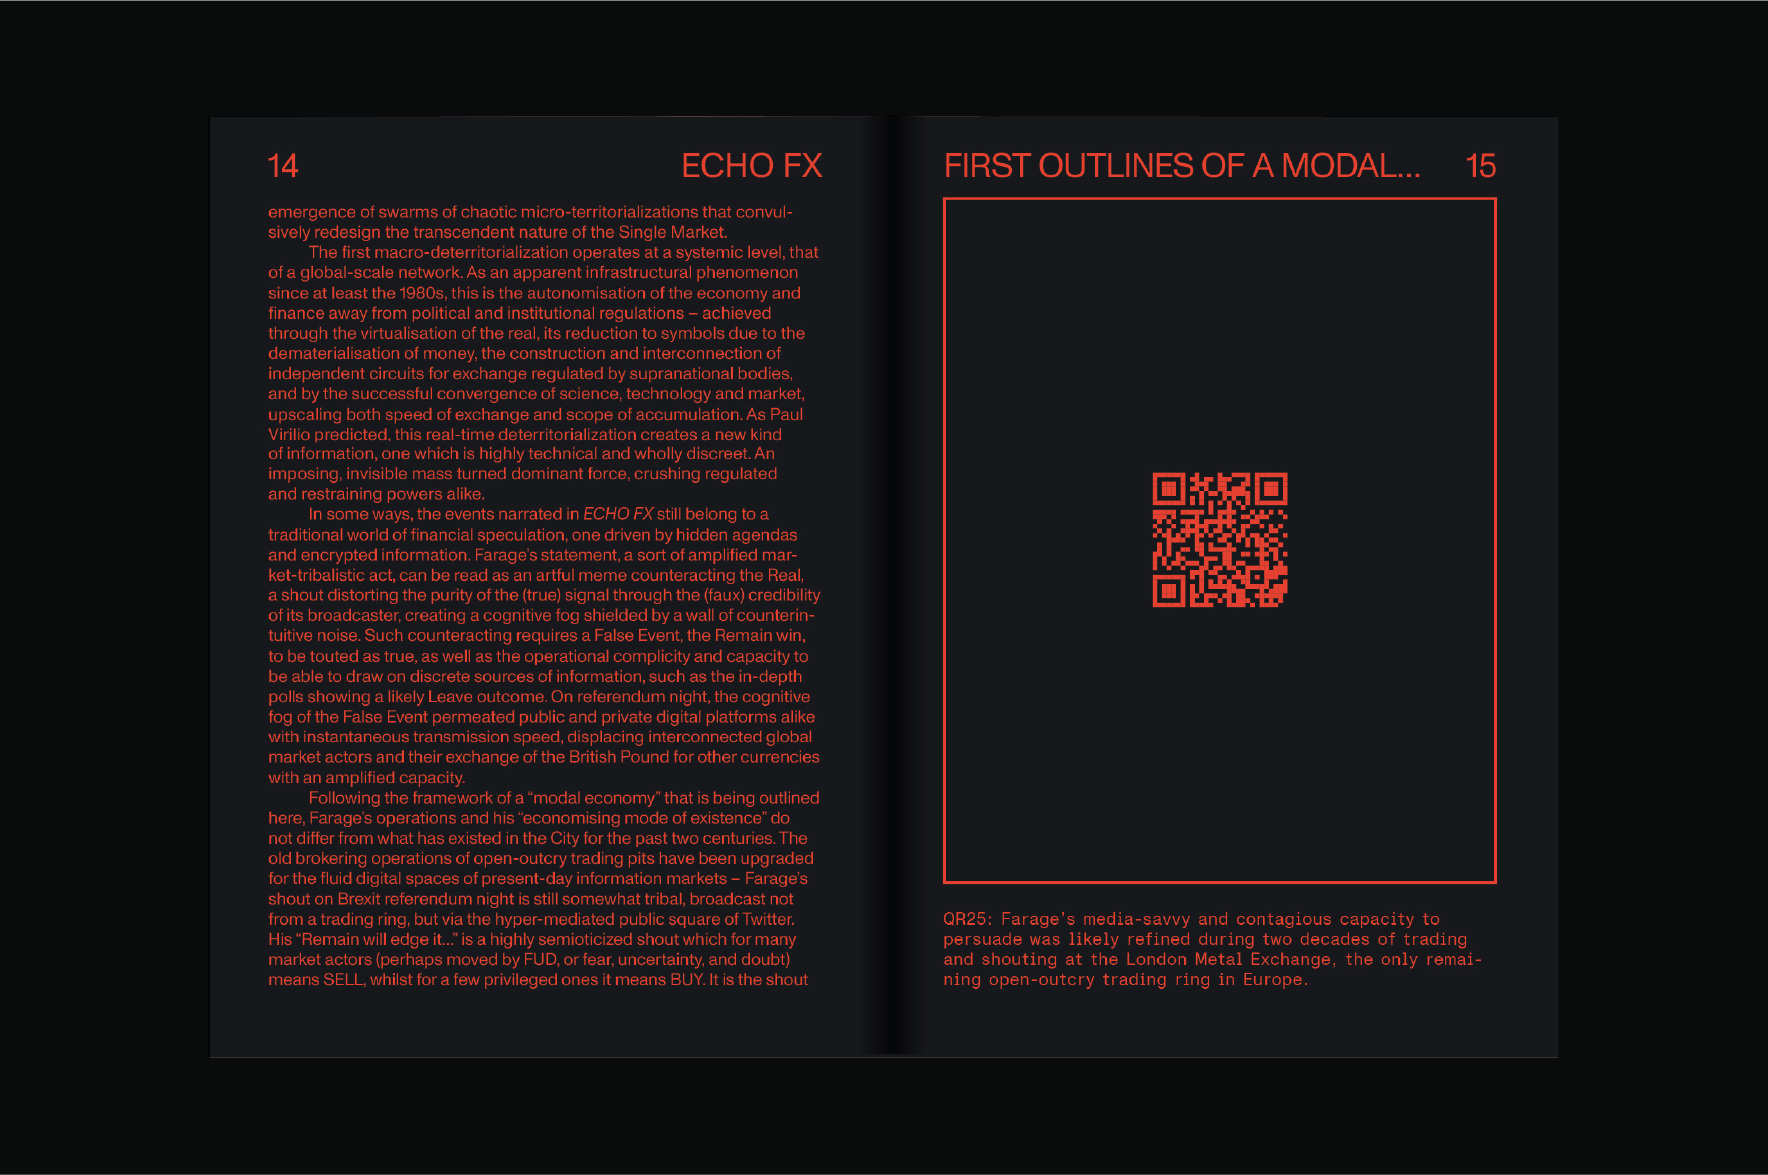 14
ECHO FX
emergence of swarms of chaotic micro-territorializations that convul-
sively redesign the transcendent nature of the Single Market.
The first macro-deterritorialization operates at a systemic level, that
of a global-scale network. As an apparent infrastructural phenomenon
since at least the 1980s, this is the autonomisation of the economy and
finance away from political and institutional regulations – achieved
through the virtualisation of the real, its reduction to symbols due to the
dematerialisation of money, the construction and interconnection of
independent circuits for exchange regulated by supranational bodies,
and by the successful convergence of science, technology and market,
upscaling both speed of exchange and scope of accumulation. As Paul
Virilio predicted, this real-time deterritorialization creates a new kind
of information, one which is highly technical and wholly discreet. An
imposing, invisible mass turned dominant force, crushing regulated
and restraining powers alike.
In some ways, the events narrated in ECHO FX still belong to a
traditional world of financial speculation, one driven by hidden agendas
and encrypted information. Farage's statement, a sort of amplified mar-
ket-tribalistic act, can be read as an artful meme counteracting the Real,
a shout distorting the purity of the (true) signal through the (faux) credibility
of its broadcaster, creating a cognitive fog shielded by a wall of counterin-
tuitive noise. Such counteracting requires a False Event, the Remain win,
to be touted as true, as well as the operational complicity and capacity to
be able to draw on discrete sources of information, such as the in-depth
polls showing a likely Leave outcome. On referendum night, the cognitive
fog of the False Event permeated public and private digital platforms alike
with instantaneous transmission speed, displacing interconnected global
market actors and their exchange of the British Pound for other currencies
with an amplified capacity.
Following the framework of a “modal economy” that is being outlined
here, Farage's operations and his “economising mode of existence” do
not differ from what has existed in the City for the past two centuries. The
old brokering operations of open-outcry trading pits have been upgraded
for the fluid digital spaces of present-day information markets – Farage's
shout on Brexit referendum night is still somewhat tribal, broadcast not
from a trading ring, but via the hyper-mediated public square of Twitter.
His “Remain will edge it...” is a highly semioticized shout which for many
market actors (perhaps moved by FUD, or fear, uncertainty, and doubt)
means SELL, whilst for a few privileged ones it means BUY. It is the shout
FIRST OUTLINES OF A MODAL... 15
QR25: Farage's media-savvy and contagious capacity to
persuade was likely refined during two decades of trading
and shouting at the London Metal Exchange, the only remai-
ning open-outcry trading ring in Europe.